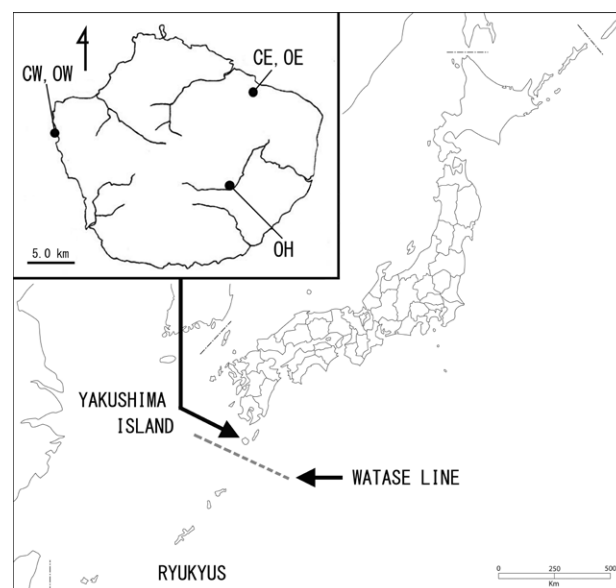 CE, OE
CW, OW
OH
5.0 km
YAKUSHIMA
ISLAND
WATASE LINE
RYUKYUS
0 250 500
Km